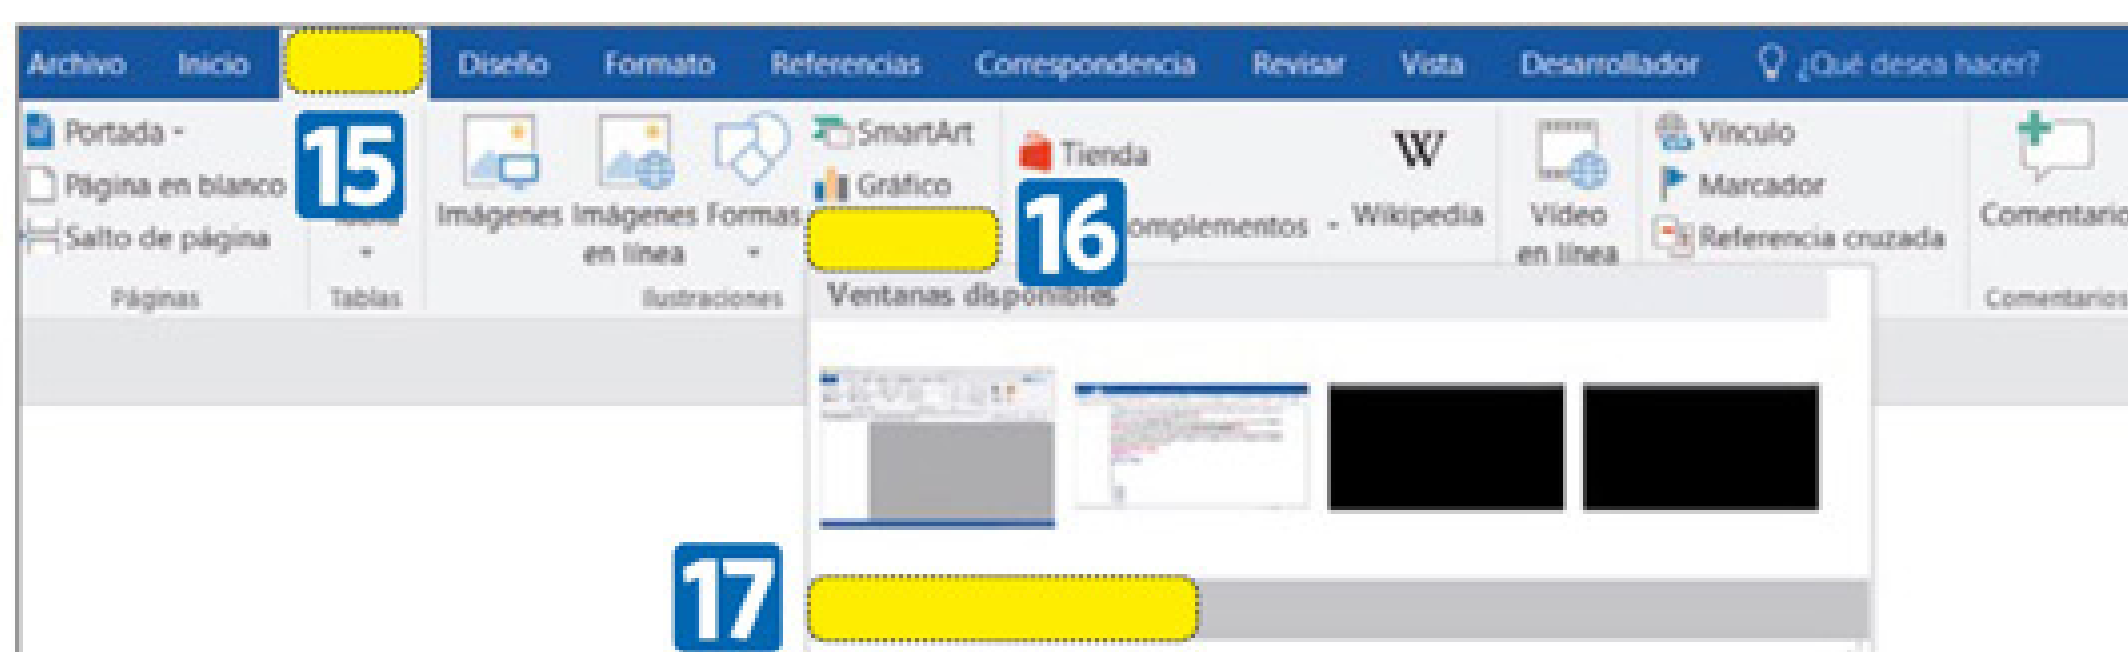 Archivo Inicio Diseño Formato Referencias Correspondencia Revisar Vista Desarrollador ¿Qué desea hacer?
Portada
Página en blanco
Salto de página
Páginas
15
Tablas
Imágenes
Imágenes
en línea
Formas
SmartArt
Gráfico
Ilustraciones
Tienda
16
omplementos
W
Wikipedia
Vídeo
en línea
Vínculo
Marcador
Referencia cruzada
Comentario
Comentarios
Ventanas disponibles
17